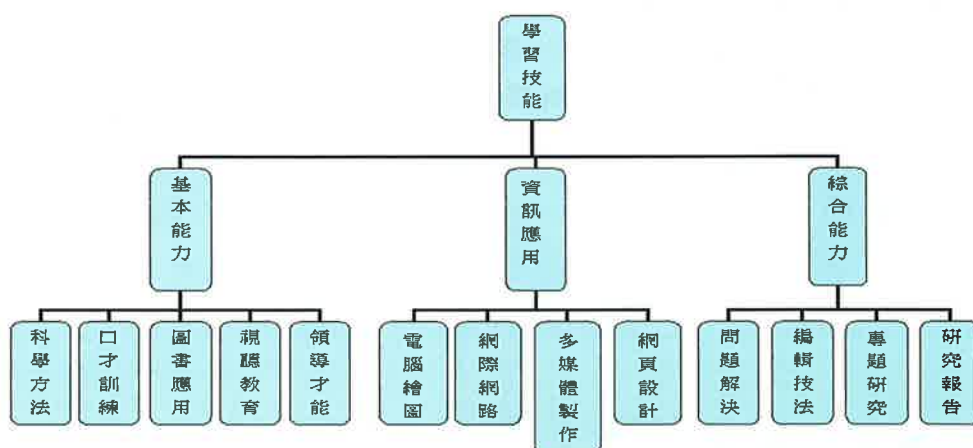 學習技能
基本能力
資訊應用
綜合能力
科學方法
口才訓練
圖書應用
視聽教育
領導才能
電腦繪圖
網際網路
多媒體製作
網頁設計
問題解決
編輯技法
專題研究
研究報告